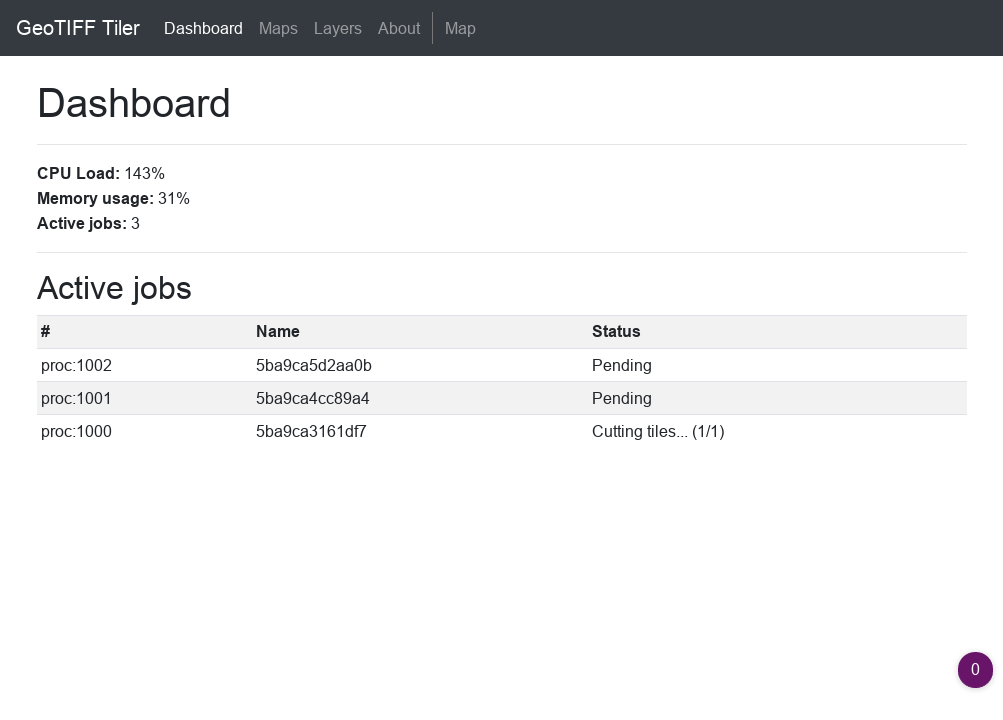 GeoTIFF Tiler Dashboard Maps Layers About Map
Dashboard
CPU Load: 143%
Memory usage: 31%
Active jobs: 3
Active jobs
# Name Status
proc:1002 5ba9ca5d2aa0b Pending
proc:1001 5ba9ca4cc89a4 Pending
proc:1000 5ba9ca3161df7 Cutting tiles... (1/1)
0